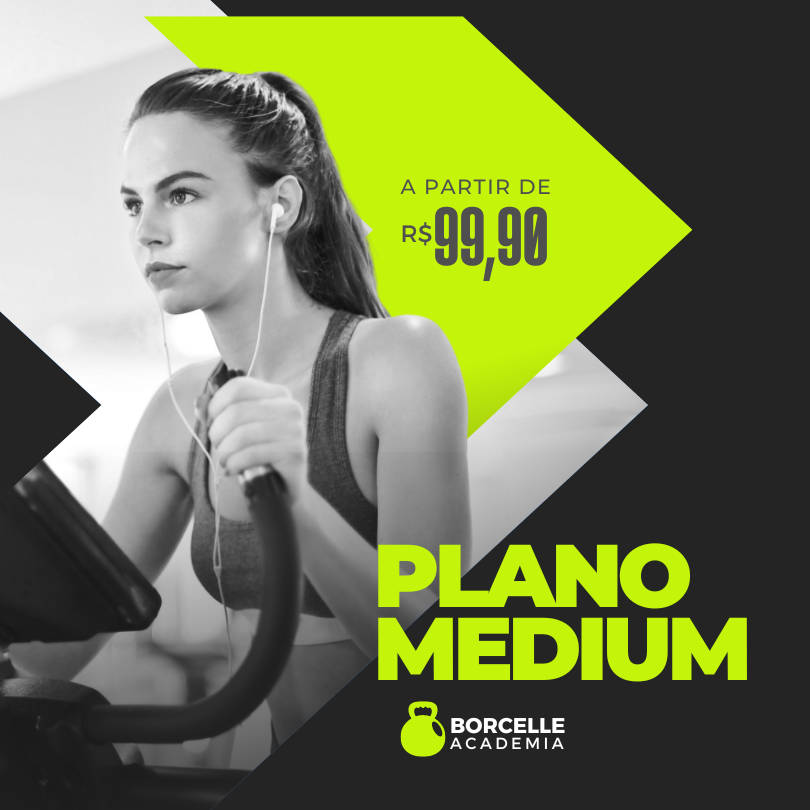 A PARTIR DE
R$99,90
PLANO
MEDIUM
BORCELLE
ACADEMIA